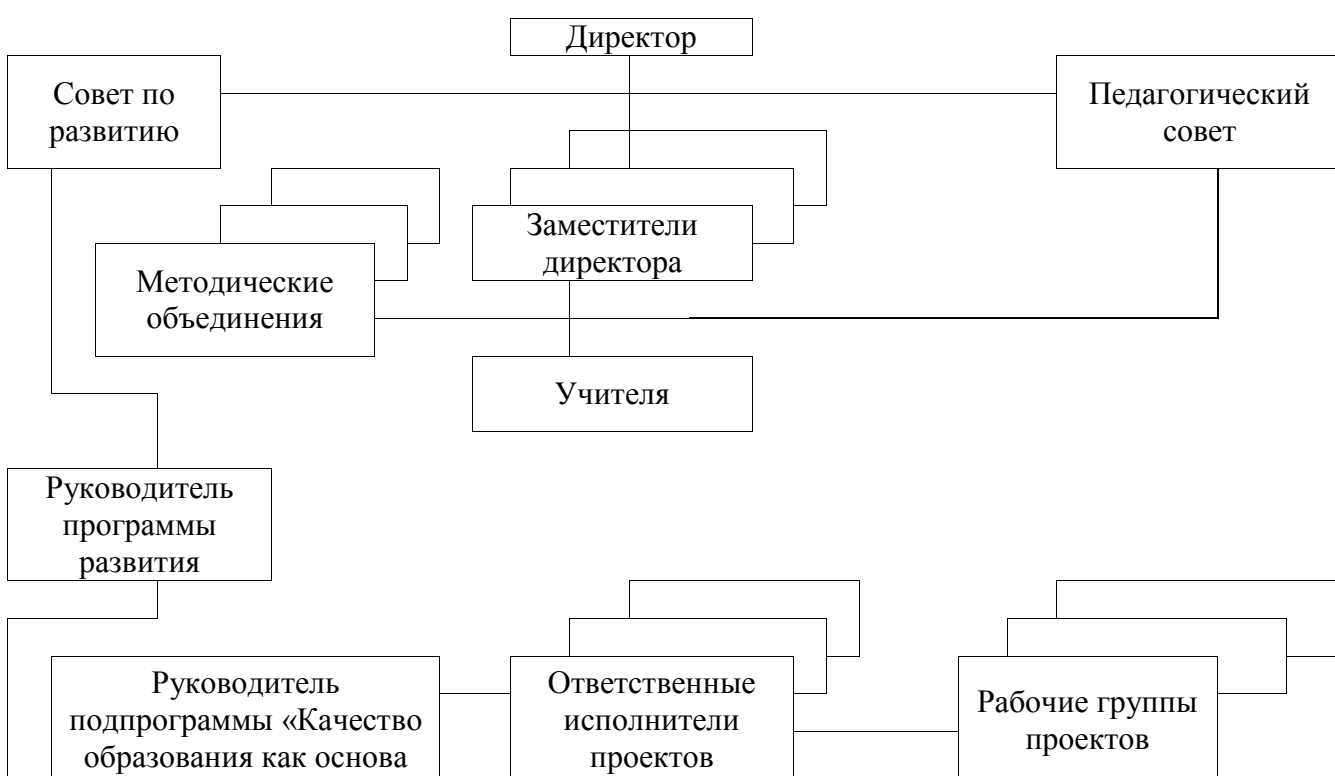 Директор
Совет по
развитию
Педагогический
совет
Заместители
директора
Методические
объединения
Учителя
Руководитель
программы
развития
Руководитель
подпрограммы «Качество
образования как основа
Ответственные
исполнители
проектов
Рабочие группы
проектов